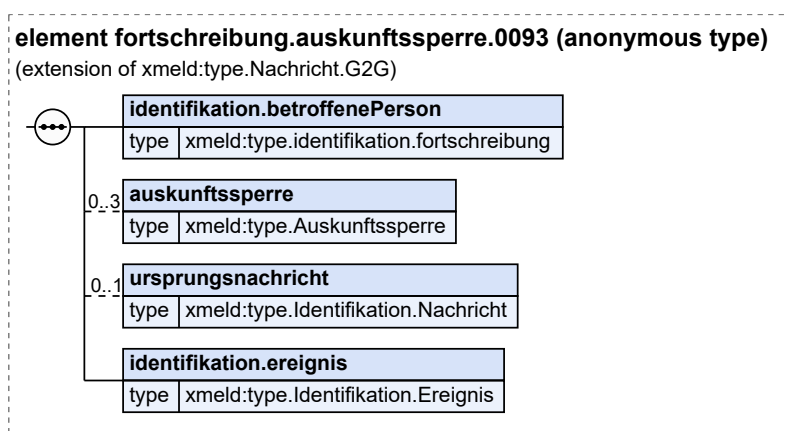 element fortschreibung.auskunftssperre.0093 (anonymous type)
(extension of xmeld:type.Nachricht.G2G)
identifikation.betroffenePerson
type xmeld:type.identifikation.fortschreibung
0..3 auskunftssperre
type xmeld:type.Auskunftssperre
0..1 ursprungsnachricht
type xmeld:type.Identifikation.Nachricht
identifikation.ereignis
type xmeld:type.Identifikation.Ereignis